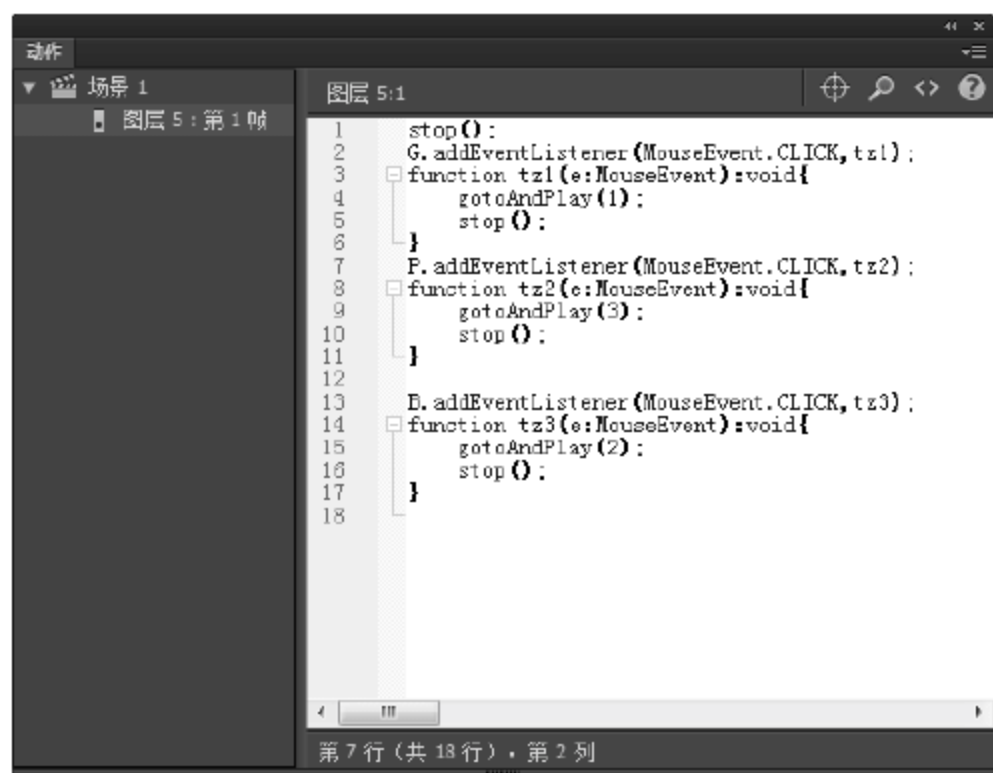 动作
场景 1
图层 5 : 第 1 帧
图层 5:1
1 stop();
2 G.addEventListener(MouseEvent.CLICK,tz1);
3 function tz1(e:MouseEvent):void{
4 gotoAndPlay(1);
5 stop();
6 }
7 P.addEventListener(MouseEvent.CLICK,tz2);
8 function tz2(e:MouseEvent):void{
9 gotoAndPlay(3);
10 stop();
11 }
12
13 B.addEventListener(MouseEvent.CLICK,tz3);
14 function tz3(e:MouseEvent):void{
15 gotoAndPlay(2);
16 stop();
17 }
18
第 7 行（共 18 行），第 2 列